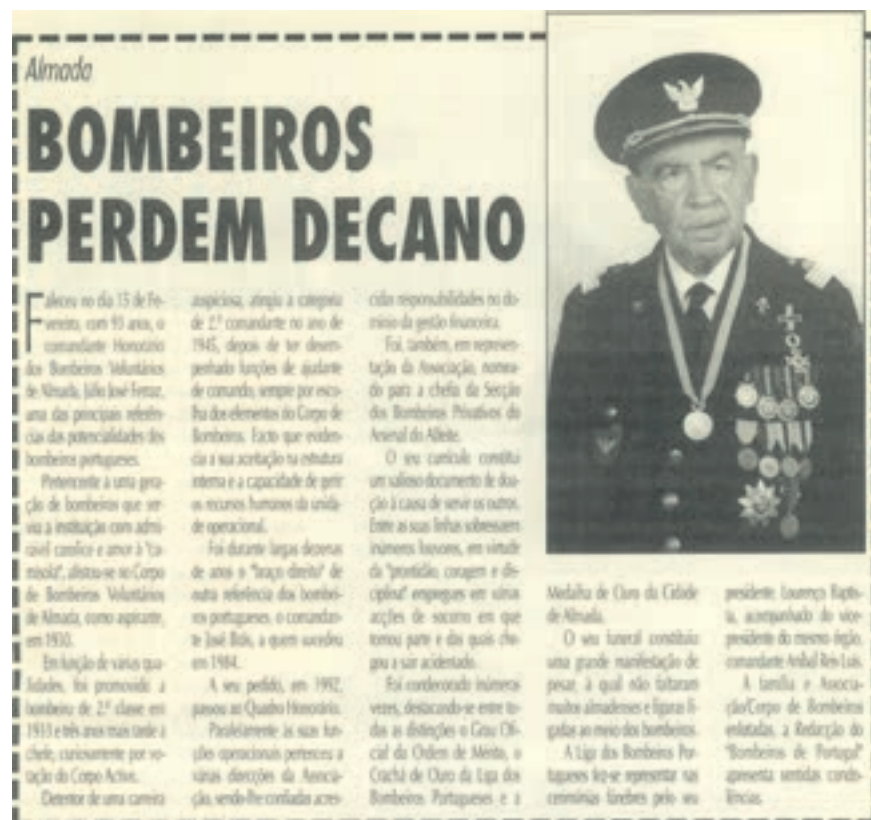 Almada
BOMBEIROS
PERDEM DECANO
Faleceu no dia 15 de Fe-
vereiro, com 93 anos, o
comandante Honorário
dos Bombeiros Voluntários
de Almada, Júlio José Ferraz,
uma das principais referên-
cias das potencialidades dos
bombeiros portugueses.
Pertencente a uma gera-
ção de bombeiros que ser-
viu a instituição com admi-
rável carolice e amor à "ca-
misola", alistou-se no Corpo
de Bombeiros Voluntários
de Almada, como aspirante,
em 1930.
Em função de várias qua-
lidades, foi promovido a
bombeiro de 2.ª classe em
1933 e três anos mais tarde a
chefe, curiosamente por vo-
tação do Corpo Activo.
Detentor de uma carreira
auspiciosa, atingiu a categoria
de 2.º comandante no ano de
1945, depois de ter desem-
penhado funções de ajudante
de comando, sempre por esco-
lha dos elementos do Corpo de
Bombeiros. Facto que eviden-
cia a sua aceitação na estrutura
interna e a capacidade de gerir
os recursos humanos da unida-
de operacional.
Foi durante largas dezenas
de anos o "braço direito" de
outra referência dos bombei-
ros portugueses, o comandan-
te José Brás, a quem sucedeu
em 1984.
A seu pedido, em 1992,
passou ao Quadro Honorário.
Paralelamente às suas fun-
ções operacionais pertenceu a
várias direcções da Associa-
ção, sendo-lhe confiadas acres-
cidas responsabilidades no do-
mínio da gestão financeira.
Foi, também, em represen-
tação da Associação, nomea-
do para a chefia da Secção
dos Bombeiros Privativos do
Arsenal do Alfeite.
O seu currículo constitui
um valioso documento de doa-
ção à causa de servir os outros.
Entre as suas linhas sobressaem
inúmeros louvores, em virtude
da "prontidão, coragem e dis-
ciplina" empregues em várias
acções de socorro em que
tomou parte e das quais che-
gou a sair acidentado.
Foi condecorado inúmeras
vezes, destacando-se entre to-
das as distinções o Grau Ofi-
cial da Ordem de Mérito, o
Crachá de Ouro da Liga dos
Bombeiros Portugueses e a
Medalha de Ouro da Cidade
de Almada.
O seu funeral constituiu
uma grande manifestação de
pesar, à qual não faltaram
muitos almadenses e figuras li-
gadas ao meio dos bombeiros.
A Liga dos Bombeiros Por-
tugueses fez-se representar nas
cerimónias fúnebres pelo seu
presidente, Lourenço Baptis-
ta, acompanhado do vice-
presidente do mesmo órgão,
comandante Aníbal Reis Luís.
À família e Associa-
ção/Corpo de Bombeiros
enlutadas, a Redacção do
"Bombeiros de Portugal"
apresenta sentidas condo-
lências.